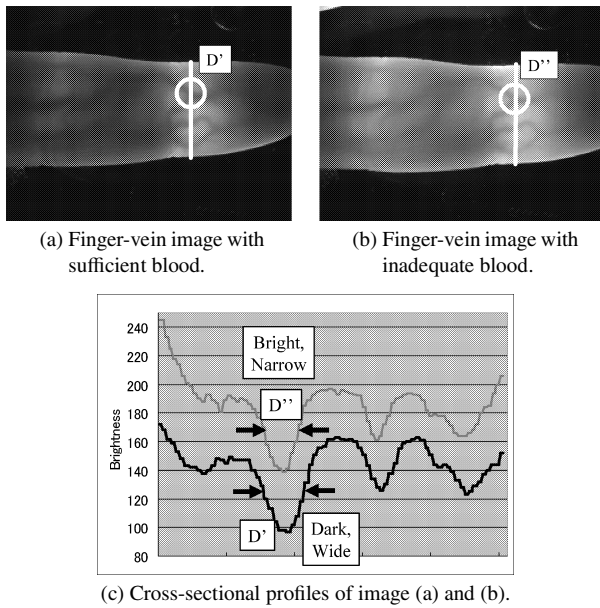 D’
D’’
(a) Finger-vein image with
sufficient blood.
(b) Finger-vein image with
inadequate blood.
240
220
200
180
160
140
120
100
80
Brightness
Bright,
Narrow
D’’
D’
Dark,
Wide
(c) Cross-sectional profiles of image (a) and (b).